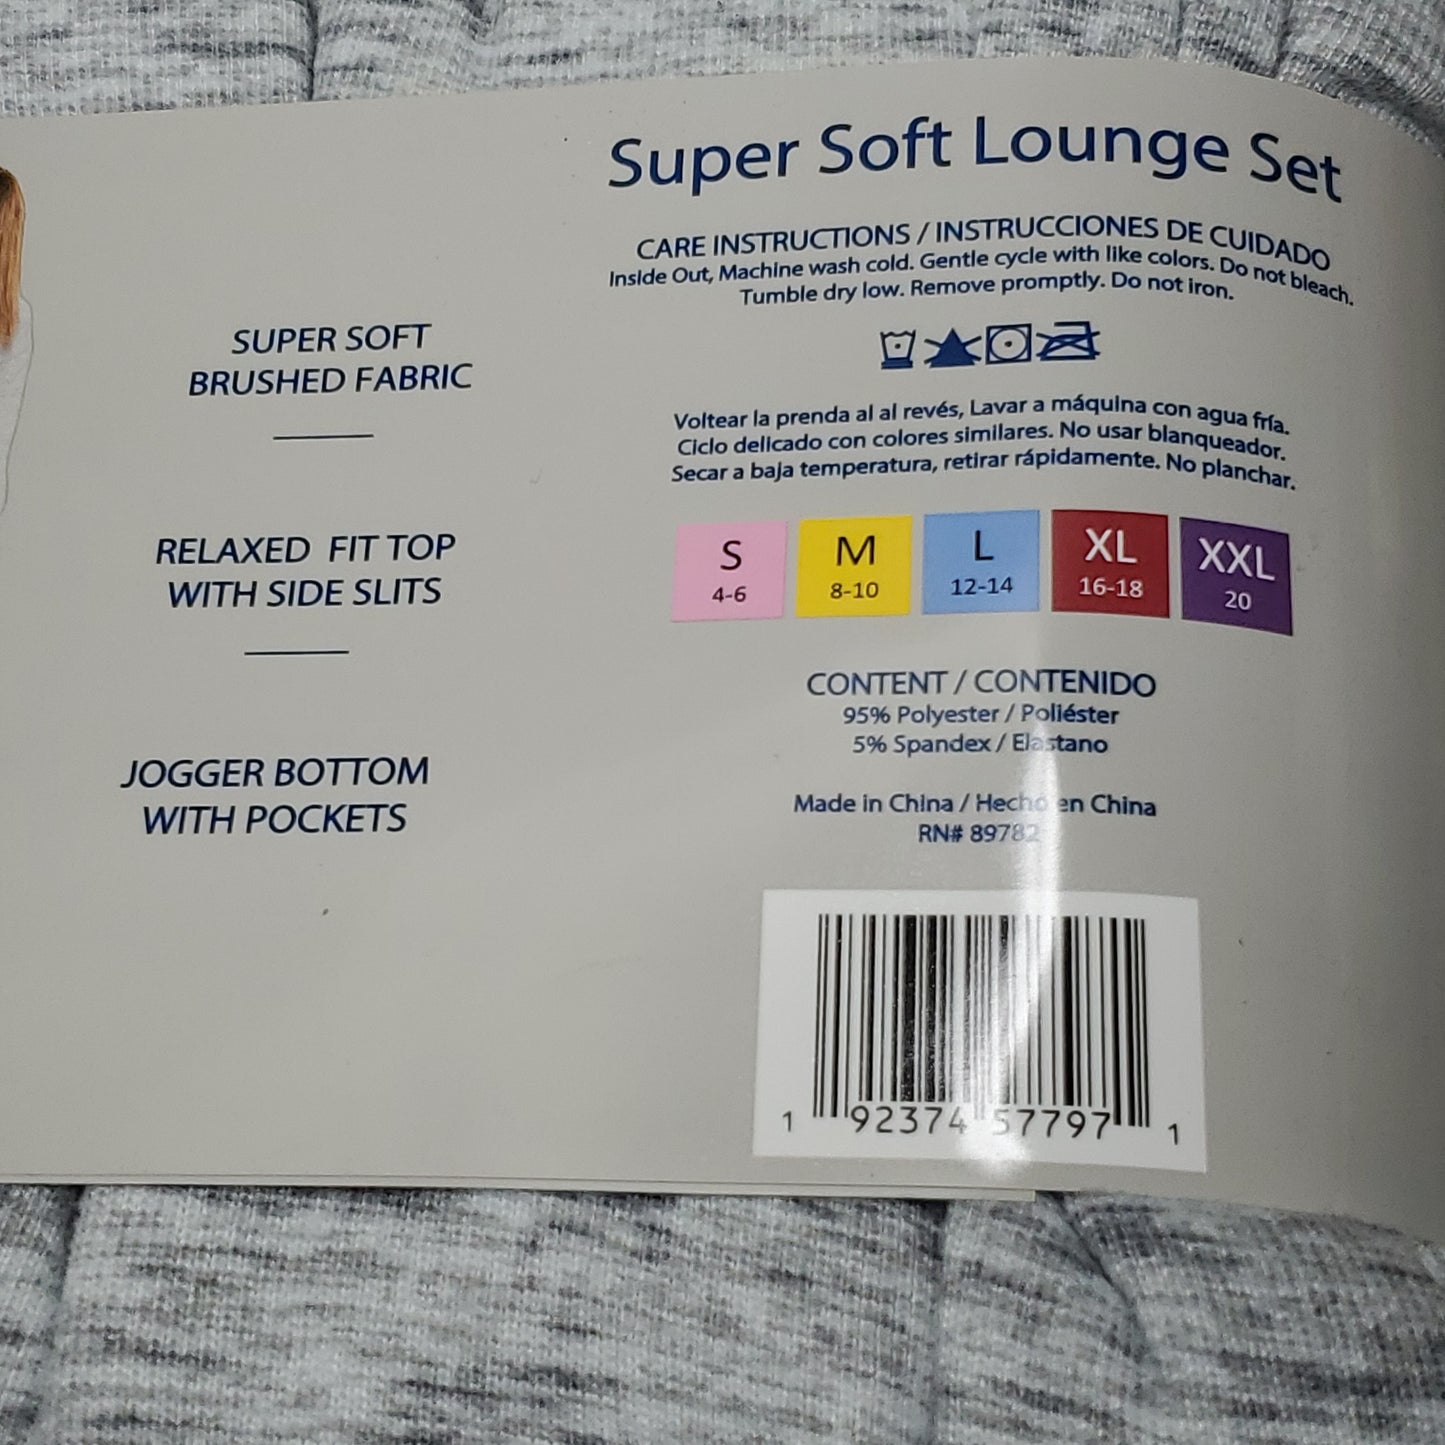 SUPER SOFT
BRUSHED FABRIC
RELAXED FIT TOP
WITH SIDE SLITS
JOGGER BOTTOM
WITH POCKETS
Super Soft Lounge Set
CARE INSTRUCTIONS / INSTRUCCIONES DE CUIDADO
Inside Out, Machine wash cold. Gentle cycle with like colors. Do not bleach.
Tumble dry low. Remove promptly. Do not iron.
Voltear la prenda al al revés, Lavar a máquina con agua fría.
Ciclo delicado con colores similares. No usar blanqueador.
Secar a baja temperatura, retirar rápidamente. No planchar.
S M L XL XXL
4-6 8-10 12-14 16-18 20
CONTENT / CONTENIDO
95% Polyester / Poliéster
5% Spandex / Elastano
Made in China / Hecho en China
RN# 89782
1 92374 57797 1